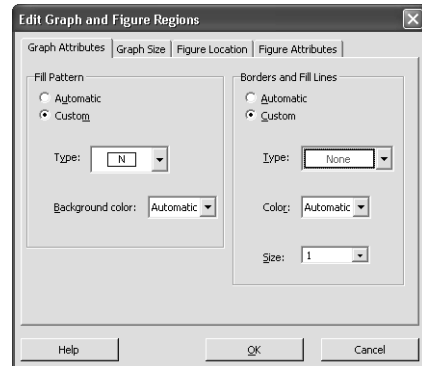 Edit Graph and Figure Regions
Graph Attributes Graph Size Figure Location Figure Attributes
Fill Pattern
Automatic
Custom
Type: N
Background color: Automatic
Borders and Fill Lines
Automatic
Custom
Type: None
Color: Automatic
Size: 1
Help OK Cancel